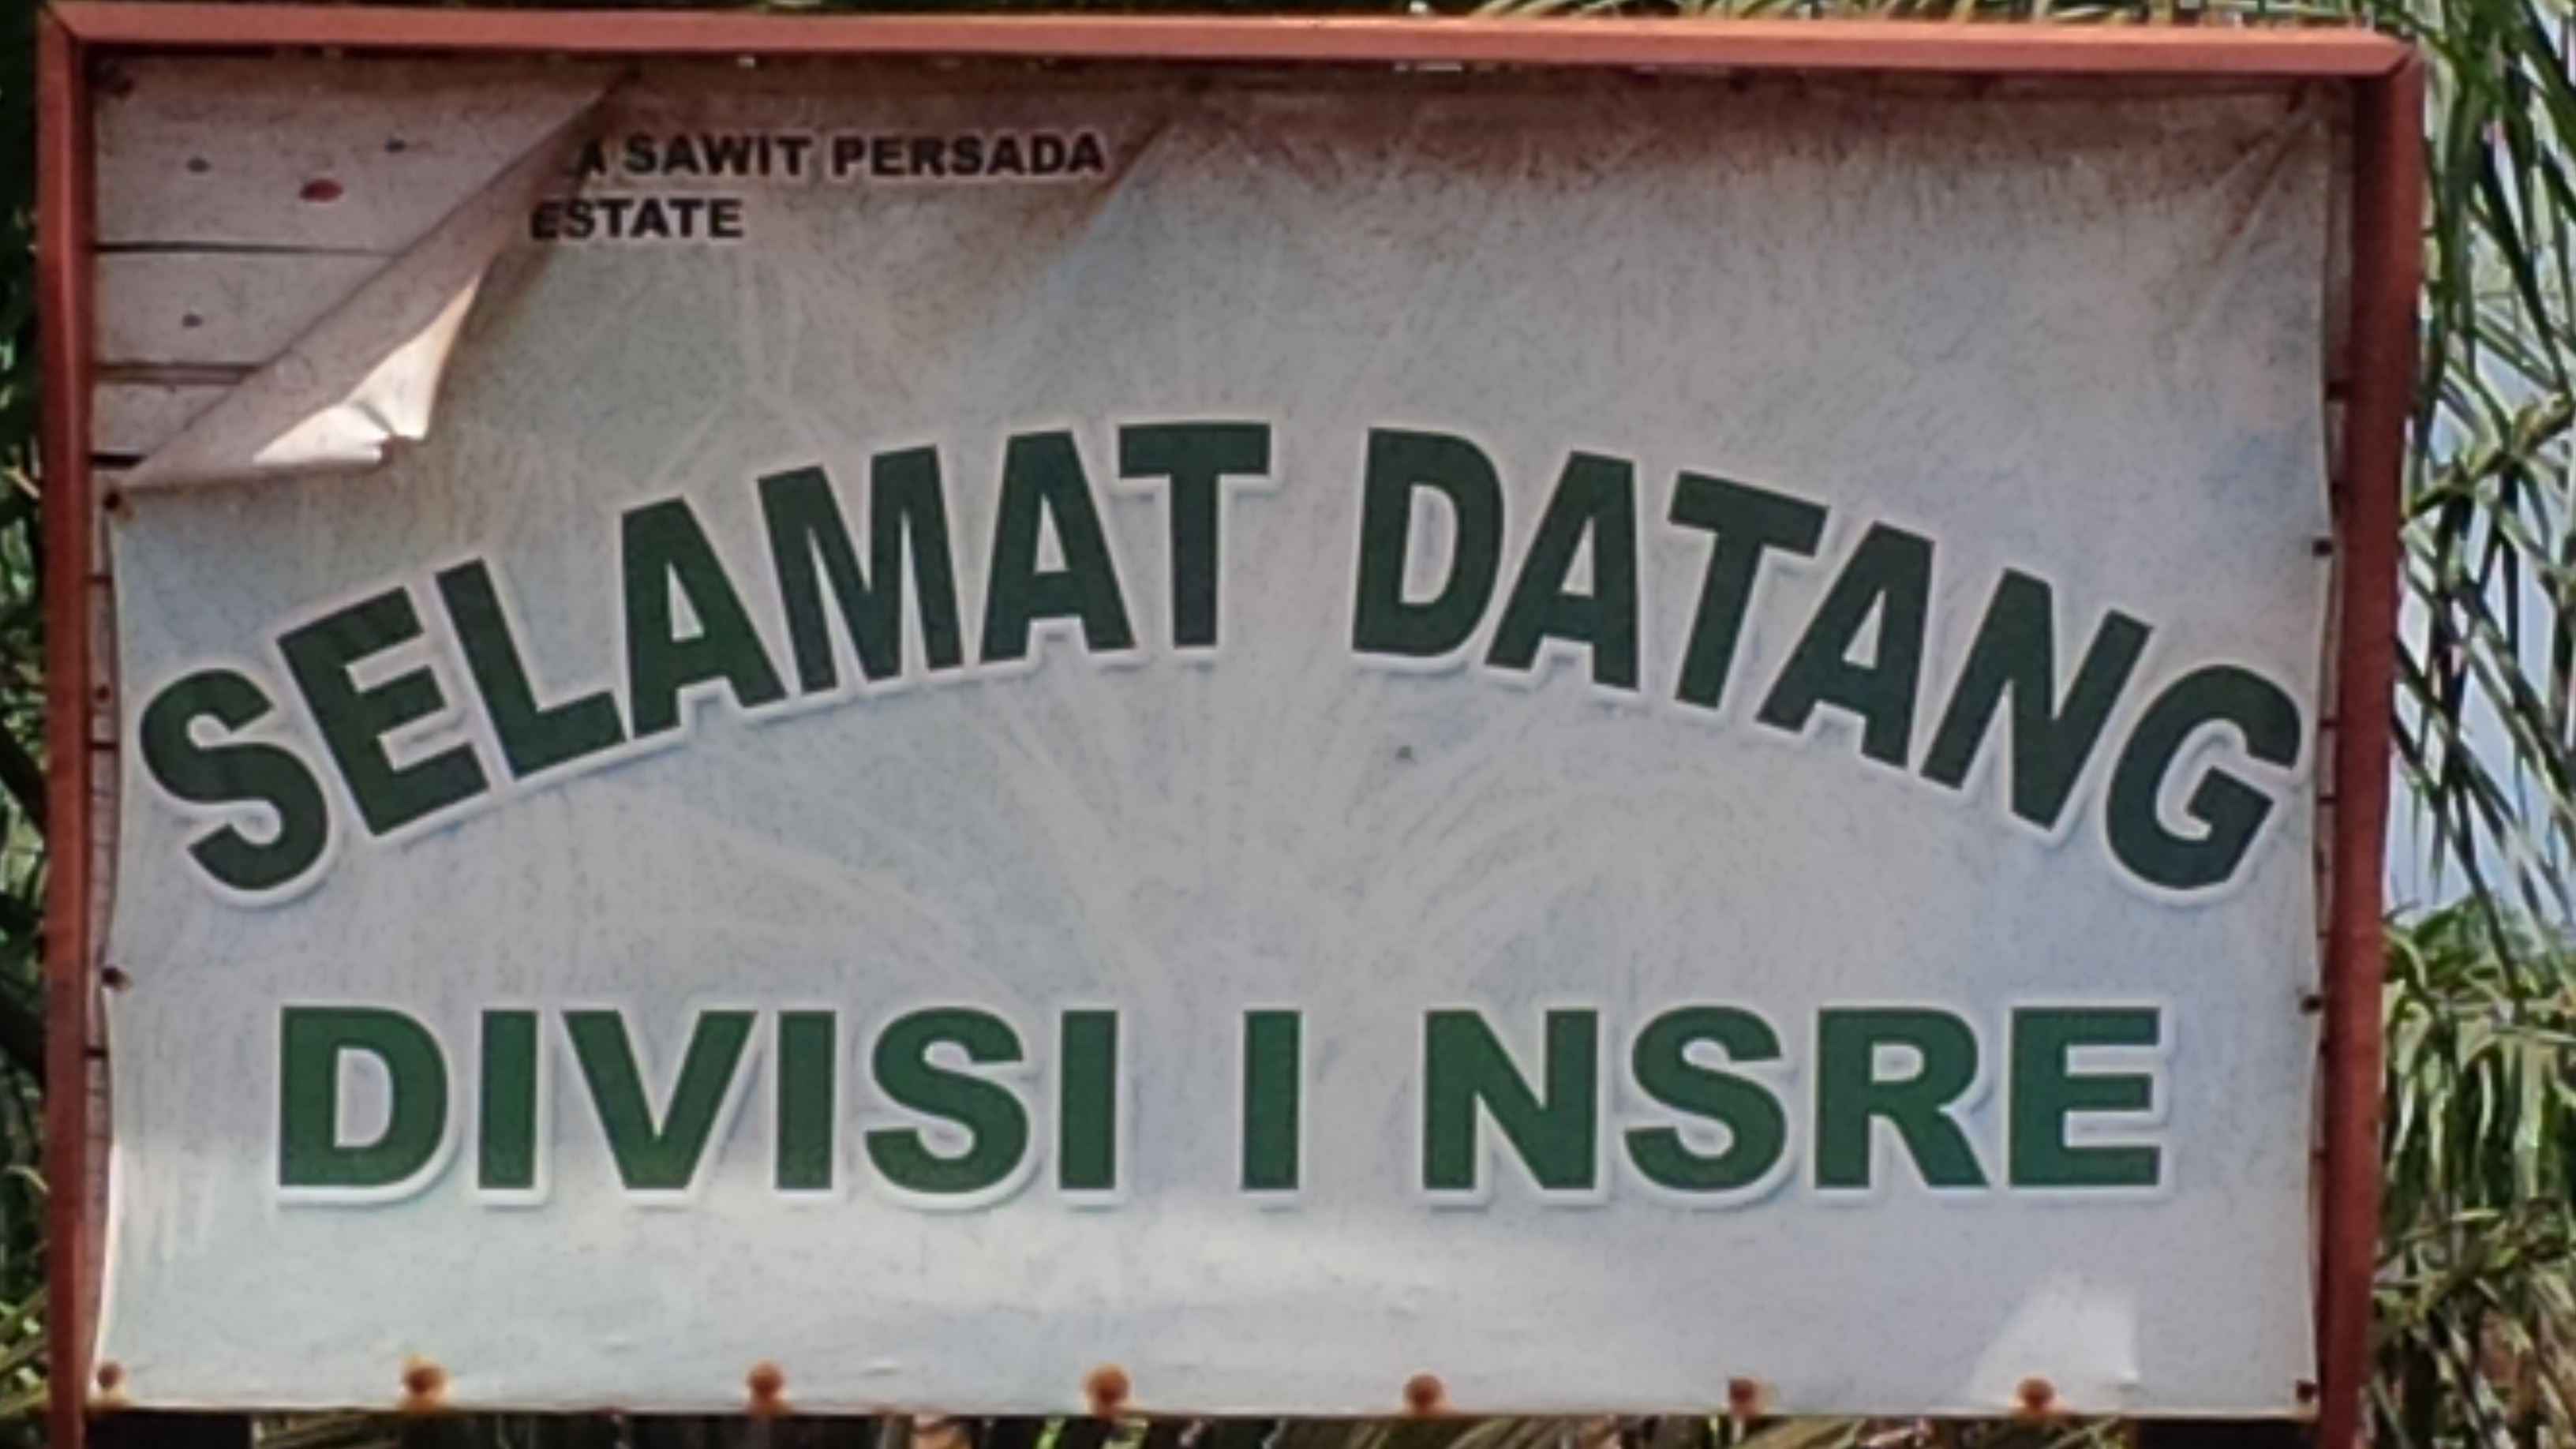 A SAWIT PERSADA
ESTATE
SELAMAT DATANG
DIVISI I NSRE